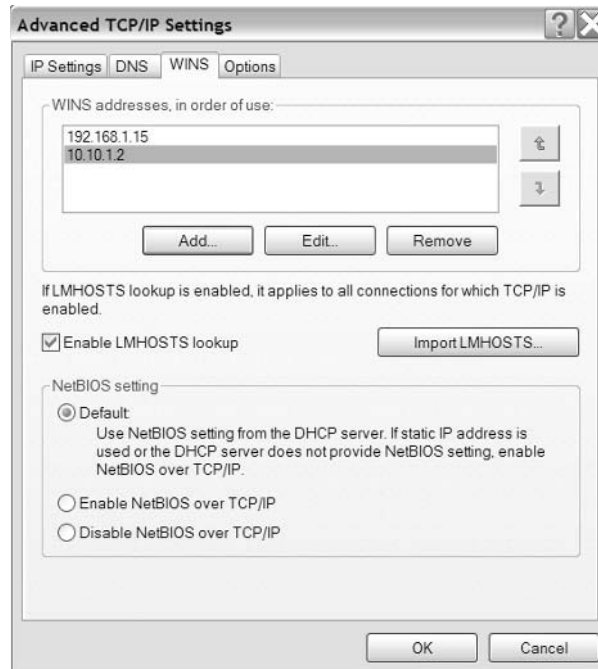 Advanced TCP/IP Settings
IP Settings DNS WINS Options
WINS addresses, in order of use:
192.168.1.15
10.10.1.2
Add... Edit... Remove
If LMHOSTS lookup is enabled, it applies to all connections for which TCP/IP is
enabled.
Enable LMHOSTS lookup
Import LMHOSTS...
NetBIOS setting
Default:
Use NetBIOS setting from the DHCP server. If static IP address is
used or the DHCP server does not provide NetBIOS setting, enable
NetBIOS over TCP/IP.
Enable NetBIOS over TCP/IP
Disable NetBIOS over TCP/IP
OK Cancel